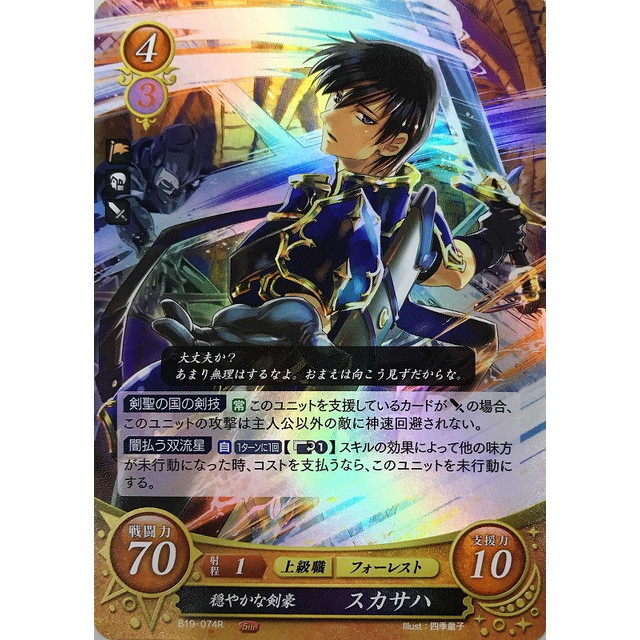 4
3
大丈夫か？
あまり無理はするなよ。おまえは向こう見ずだからな。
剣聖の国の剣技 常 このユニットを支援しているカードが の場合、
このユニットの攻撃は主人公以外の敵に神速回避されない。
闇払う双流星 自 1ターンに1回【 1】スキルの効果によって他の味方
が未行動になった時、コストを支払うなら、このユニットを未行動に
する。
戦闘力
70
射程 1
上級職
フォーレスト
支援力
10
穏やかな剣豪 スカサハ
B19-074R 5th
Illust：四季童子